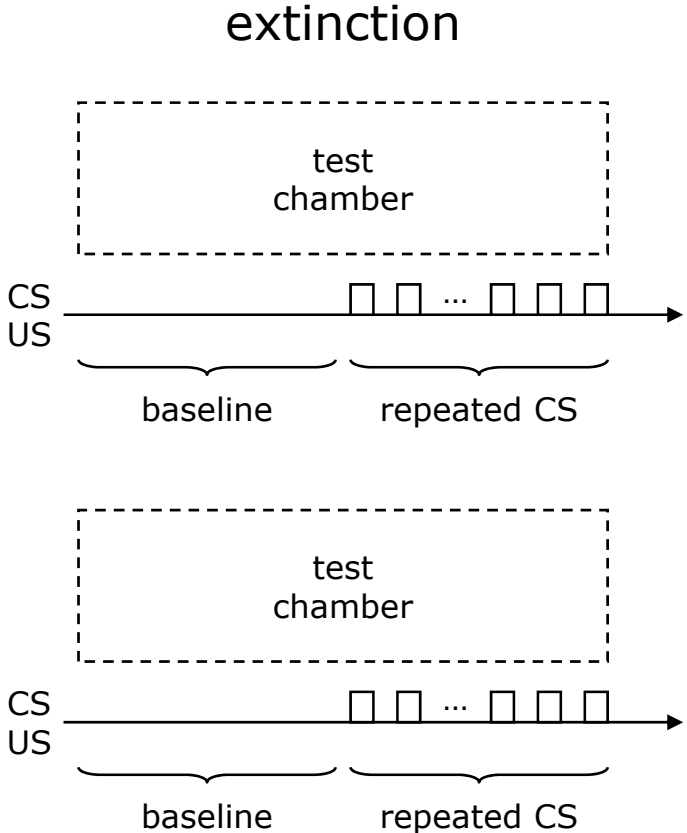 extinction
test
chamber
CS
...
US
baseline
repeated CS
test
chamber
CS
...
US
baseline
repeated CS